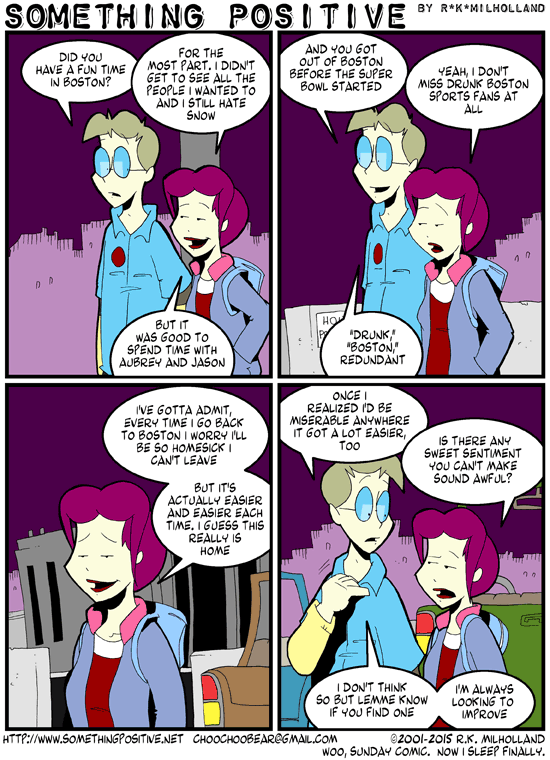 SOMETHING POSITIVE BY R*K*MILHOLLAND
DID YOU
HAVE A FUN TIME
IN BOSTON?
FOR THE
MOST PART. I DIDN'T
GET TO SEE ALL THE
PEOPLE I WANTED TO
AND I STILL HATE
SNOW
BUT IT
WAS GOOD TO
SPEND TIME WITH
AUBREY AND JASON
AND YOU GOT
OUT OF BOSTON
BEFORE THE SUPER
BOWL STARTED
YEAH, I DON'T
MISS DRUNK BOSTON
SPORTS FANS AT
ALL
"DRUNK,"
"BOSTON,"
REDUNDANT
I'VE GOTTA ADMIT,
EVERY TIME I GO BACK
TO BOSTON I WORRY I'LL
BE SO HOMESICK I
CAN'T LEAVE
BUT IT'S
ACTUALLY EASIER
AND EASIER EACH
TIME. I GUESS THIS
REALLY IS
HOME
ONCE I
REALIZED I'D BE
MISERABLE ANYWHERE
IT GOT A LOT EASIER,
TOO
IS THERE ANY
SWEET SENTIMENT
YOU CAN'T MAKE
SOUND AWFUL?
I DON'T THINK
SO BUT LEMME KNOW
IF YOU FIND ONE
I'M ALWAYS
LOOKING TO
IMPROVE
HTTP://WWW.SOMETHINGPOSITIVE.NET CHOOCHOOBEAR@GMAIL.COM ©2001-2015 R.K. MILHOLLAND
WOO, SUNDAY COMIC. NOW I SLEEP FINALLY.